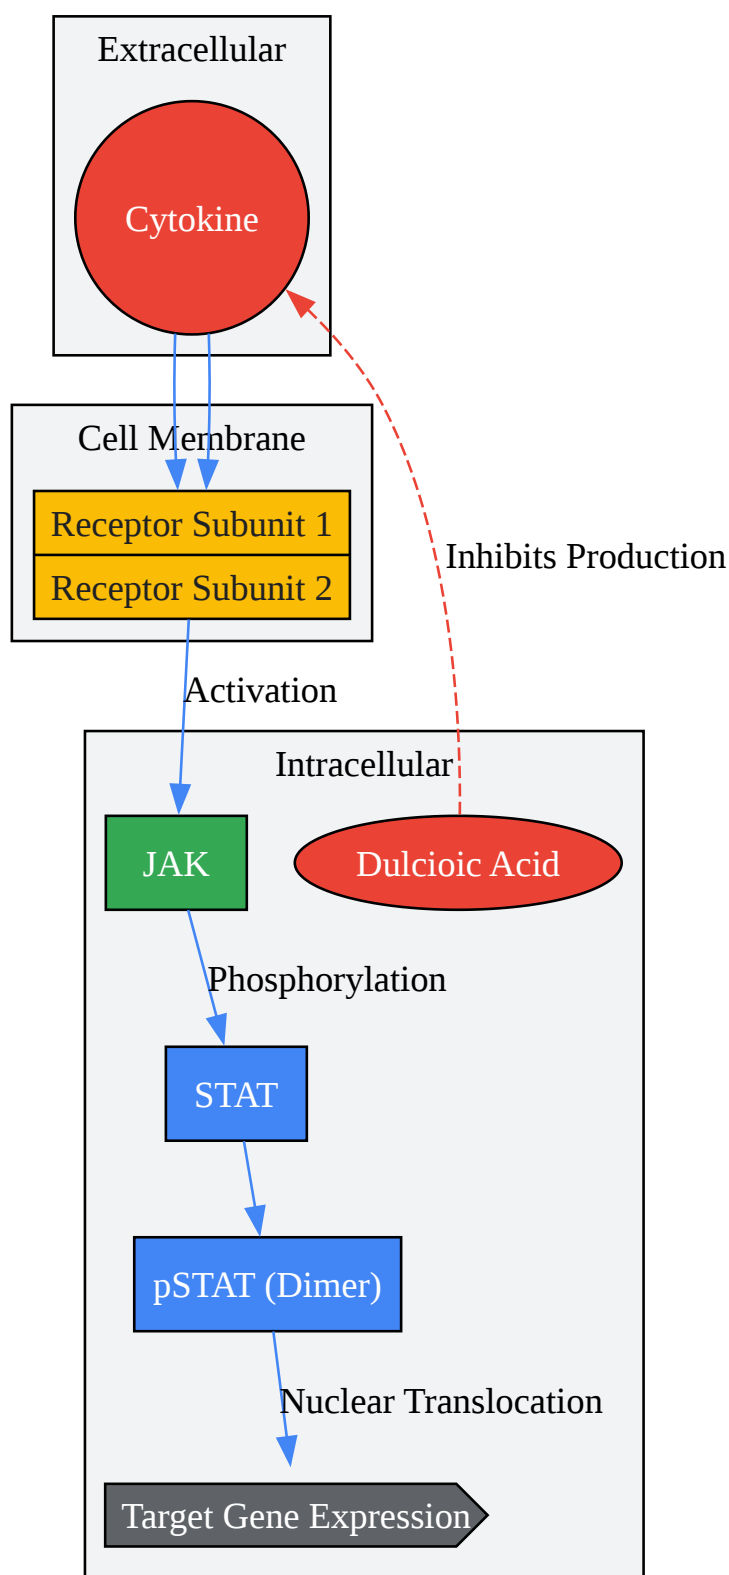 Extracellular
Cytokine
Cell Membrane
Receptor Subunit 1
Receptor Subunit 2
Inhibits Production
Activation
Intracellular
JAK
Dulcioic Acid
Phosphorylation
STAT
pSTAT (Dimer)
Nuclear Translocation
Target Gene Expression